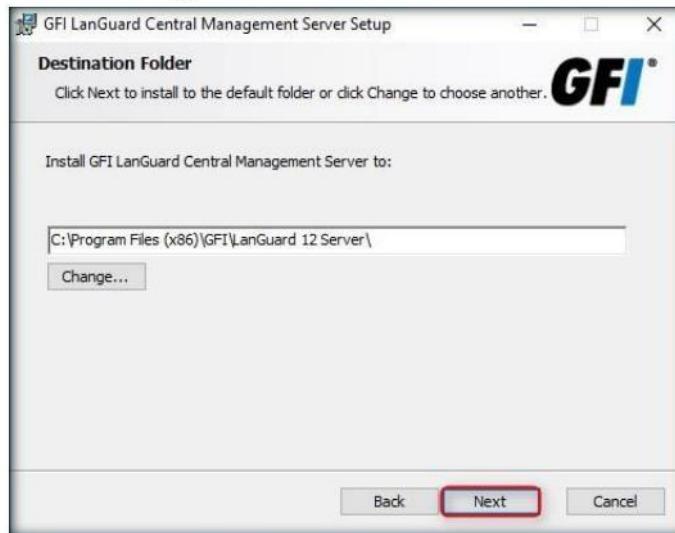 GFI LanGuard Central Management Server Setup
Destination Folder
Click Next to install to the default folder or click Change to choose another.
GFI
Install GFI LanGuard Central Management Server to:
C:\Program Files (x86)\GFI\LanGuard 12 Server\
Change...
Back Next Cancel